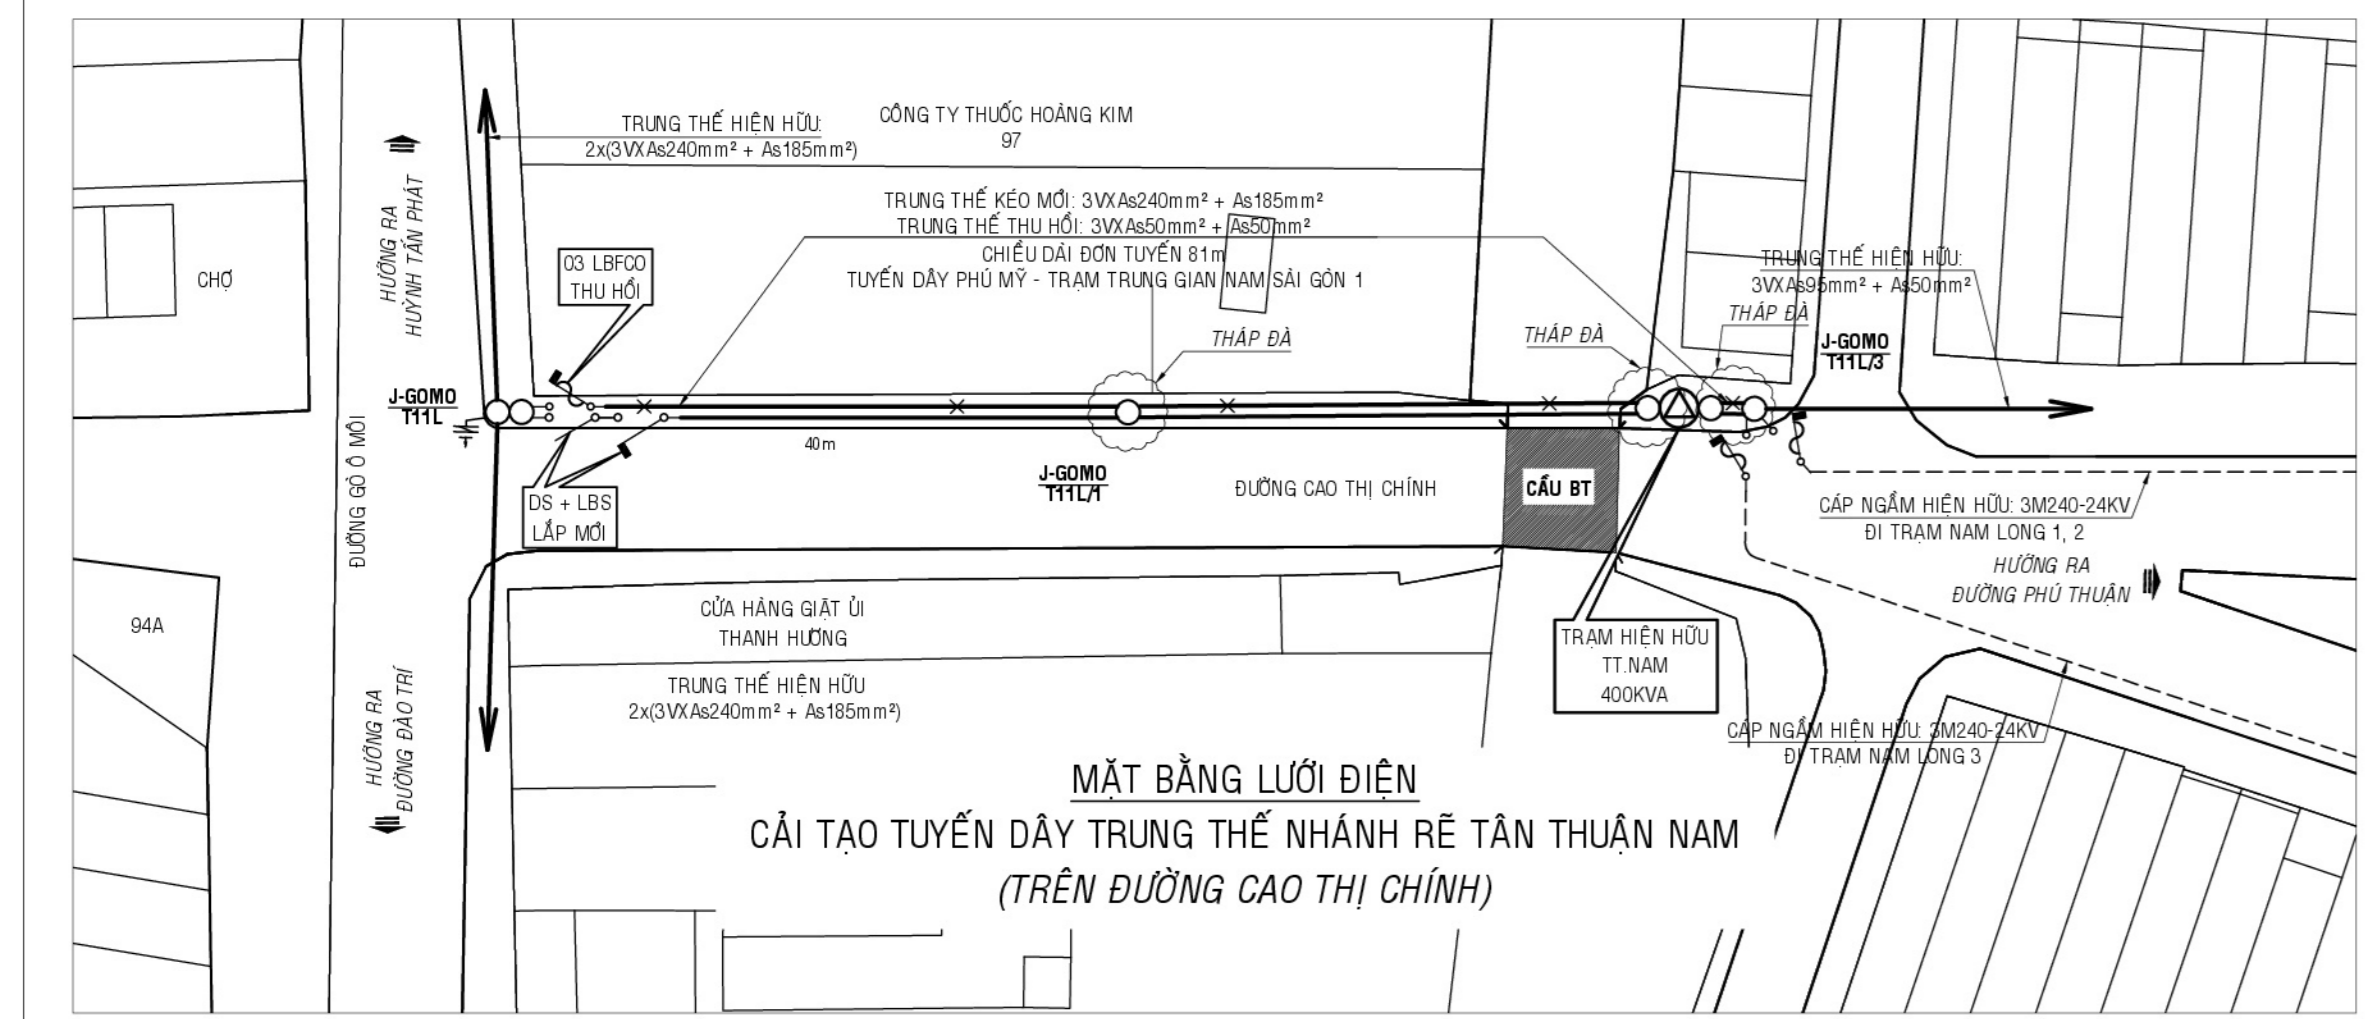 TRUNG THẾ HIỆN HỮU:
2x(3VXAs240mm² + As185mm²)
CÔNG TY THUỐC HOÀNG KIM
97
HƯỚNG RA
HUỲNH TẤN PHÁT
TRUNG THẾ KÉO MỚI: 3VXAs240mm² + As185mm²
TRUNG THẾ THU HỒI: 3VXAs50mm² + As50mm²
CHIỀU DÀI ĐƠN TUYẾN 81m
TUYẾN DÂY PHÚ MỸ - TRẠM TRUNG GIAN NAM SÀI GÒN 1
03 LBFCO
THU HỒI
CHỢ
TRUNG THẾ HIỆN HỮU:
3VXAs95mm² + As50mm²
THÁP ĐÀ
THÁP ĐÀ
THÁP ĐÀ
J-GOMO
T11L/3
J-GOMO
T11L
ĐƯỜNG GÒ Ô MÔI
40m
J-GOMO
T11L/1
ĐƯỜNG CAO THỊ CHÍNH
CẦU BT
DS + LBS
LẮP MỚI
CÁP NGẦM HIỆN HỮU: 3M240-24KV
ĐI TRẠM NAM LONG 1, 2
HƯỚNG RA
ĐƯỜNG PHÚ THUẬN
94A
CỬA HÀNG GIẶT ỦI
THANH HƯƠNG
TRẠM HIỆN HỮU
TT.NAM
400KVA
HƯỚNG RA
ĐƯỜNG ĐÀO TRÍ
TRUNG THẾ HIỆN HỮU
2x(3VXAs240mm² + As185mm²)
CÁP NGẦM HIỆN HỮU: 3M240-24KV
ĐI TRẠM NAM LONG 3
MẶT BẰNG LƯỚI ĐIỆN
CẢI TẠO TUYẾN DÂY TRUNG THẾ NHÁNH RẼ TÂN THUẬN NAM
(TRÊN ĐƯỜNG CAO THỊ CHÍNH)